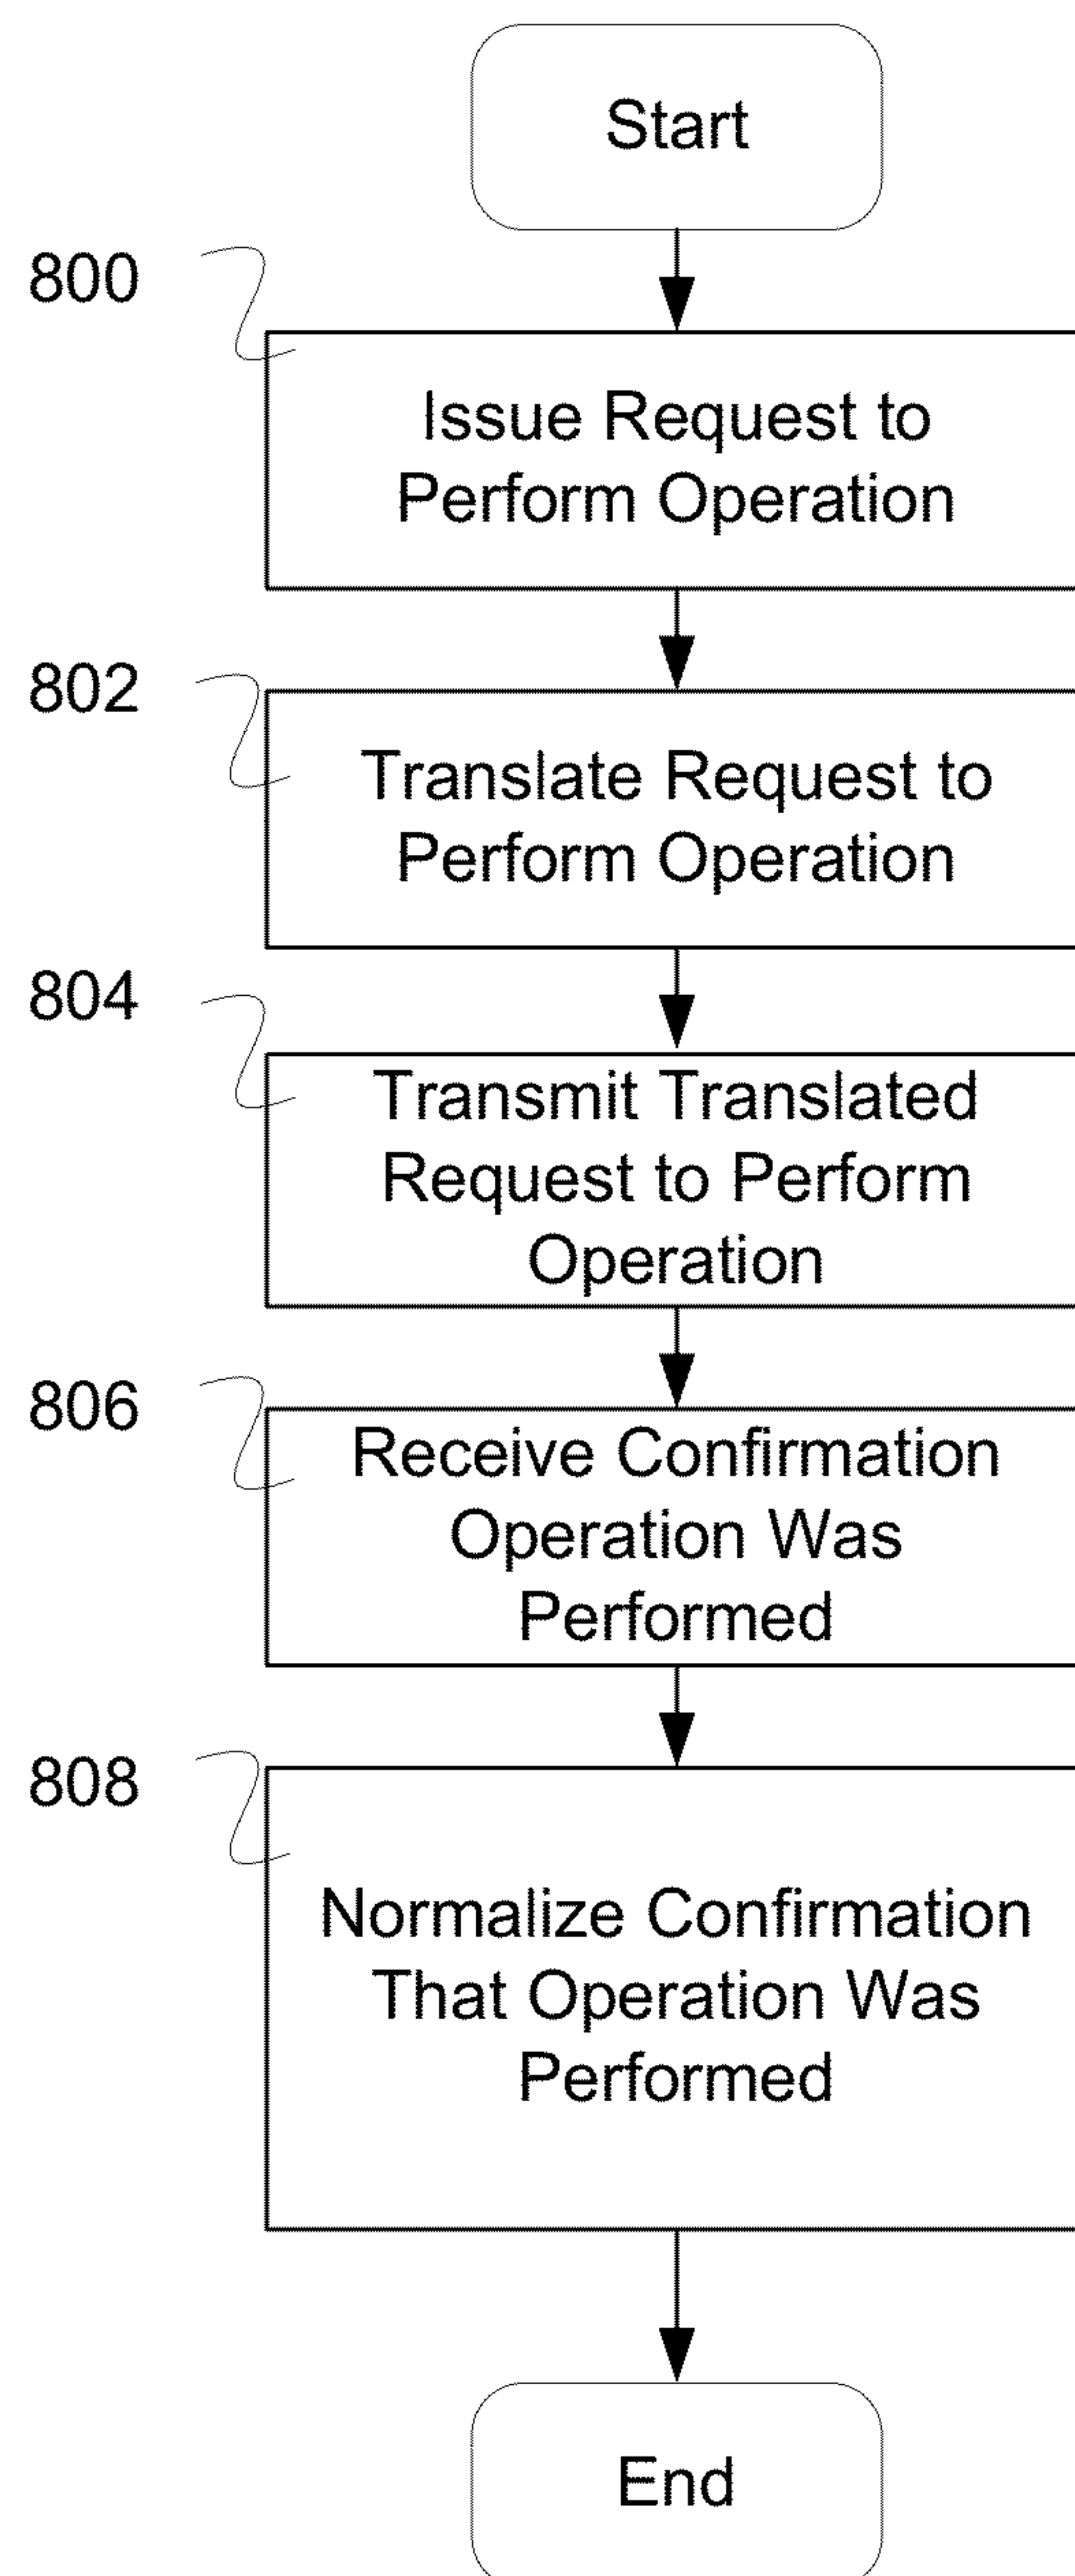 Start
800
Issue Request to
Perform Operation
802
Translate Request to
Perform Operation
804
Transmit Translated
Request to Perform
Operation
806
Receive Confirmation
Operation Was
Performed
808
Normalize Confirmation
That Operation Was
Performed
End